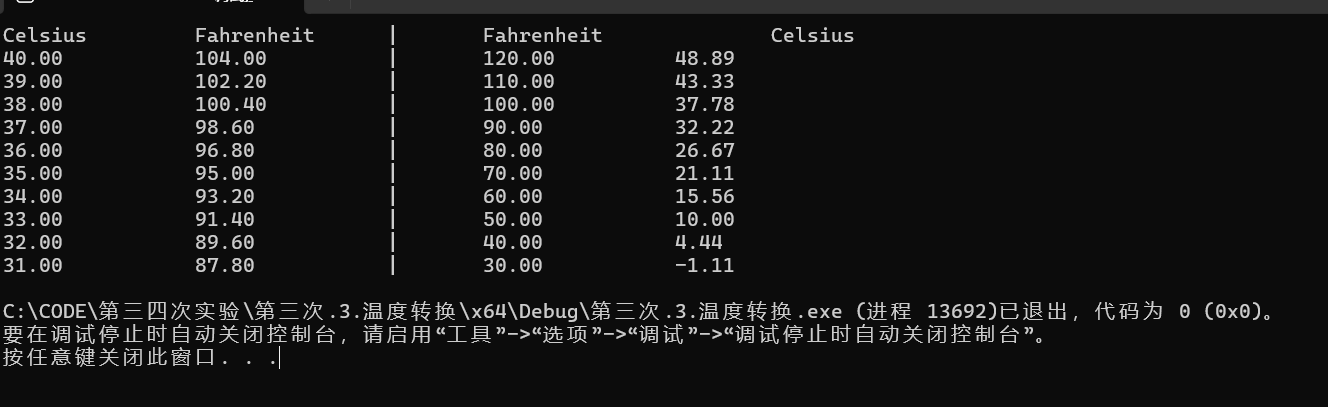 Celsius Fahrenheit | Fahrenheit Celsius
40.00 104.00 | 120.00 48.89
39.00 102.20 | 110.00 43.33
38.00 100.40 | 100.00 37.78
37.00 98.60 | 90.00 32.22
36.00 96.80 | 80.00 26.67
35.00 95.00 | 70.00 21.11
34.00 93.20 | 60.00 15.56
33.00 91.40 | 50.00 10.00
32.00 89.60 | 40.00 4.44
31.00 87.80 | 30.00 -1.11
C:\CODE\第三四次实验\第三次.3.温度转换\x64\Debug\第三次.3.温度转换.exe (进程 13692)已退出，代码为 0 (0x0)。
要在调试停止时自动关闭控制台，请启用“工具”->“选项”->“调试”->“调试停止时自动关闭控制台”。
按任意键关闭此窗口. . .